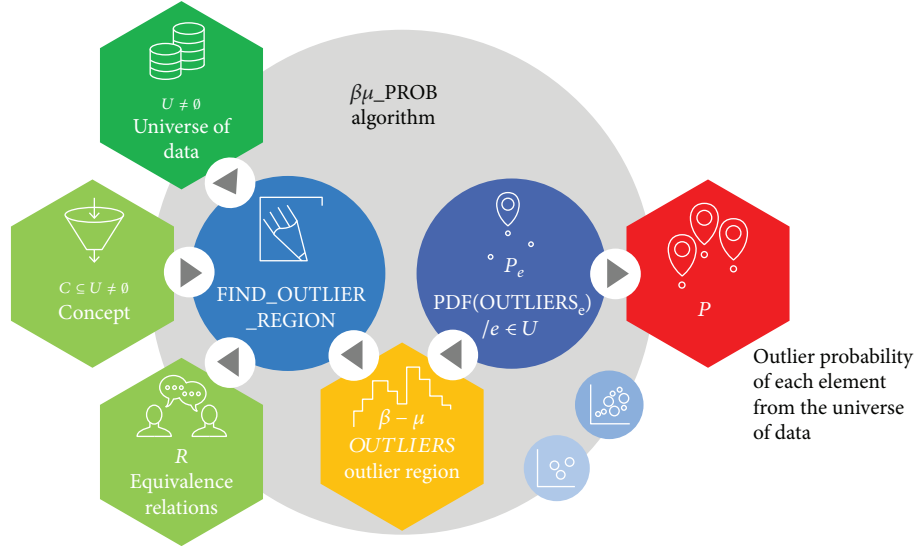 U ≠ ∅
Universe of
data
βμ_PROB
algorithm
C ⊆ U ≠ ∅
Concept
FIND_OUTLIER
_REGION
P_e
PDF(OUTLIERS_e)
/e ∈ U
P
R
Equivalence
relations
β – μ
OUTLIERS
outlier region
Outlier probability
of each element
from the universe
of data